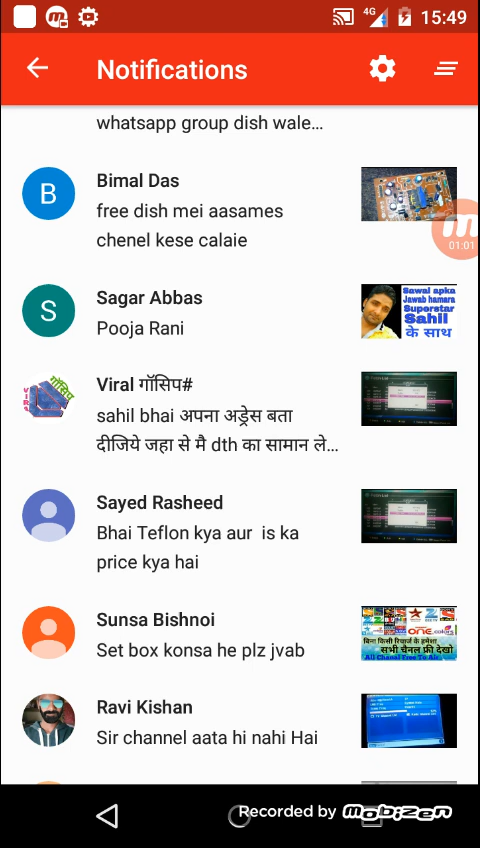 4G
15:49
Notifications
whatsapp group dish wale…
B
Bimal Das
free dish mei aasames
chenel kese calaie
01:01
S
Sagar Abbas
Pooja Rani
Sawal apka
Jawab hamara
Superstar
Sahil
के साथ
Viral गॉसिप#
sahil bhai अपना अड्रेस बता
दीजिये जहा से मै dth का सामान ले…
गॉसिप
Sayed Rasheed
Bhai Teflon kya aur is ka
price kya hai
Sunsa Bishnoi
Set box konsa he plz jvab
बिना किसी रिचार्ज के हमेशा
सभी चैनल फ्री देखो
All Chanal Free To Air
Ravi Kishan
Sir channel aata hi nahi Hai
Recorded by mobizen